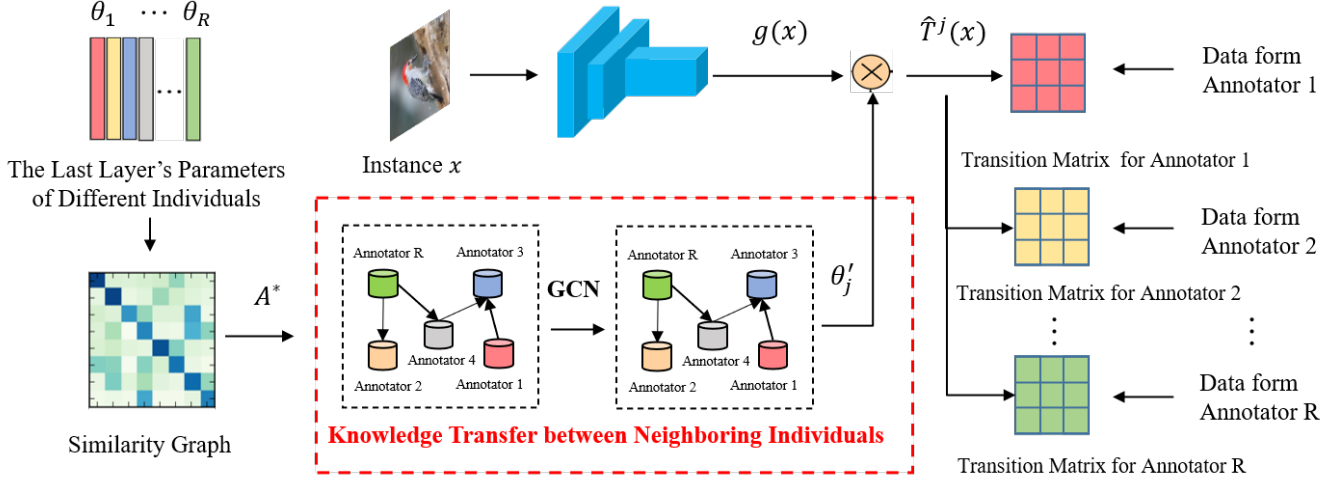 θ₁ ⋯ θ_R
⋯
The Last Layer's Parameters
of Different Individuals
Similarity Graph
A*
Instance x
g(x)
T̂ʲ(x)
Annotator R
Annotator 3
Annotator 4
Annotator 2
Annotator 1
GCN
Annotator R
Annotator 3
Annotator 4
Annotator 2
Annotator 1
θ′ⱼ
Knowledge Transfer between Neighboring Individuals
Data form
Annotator 1
Transition Matrix for Annotator 1
Data form
Annotator 2
Transition Matrix for Annotator 2
⋮ ⋮
Data form
Annotator R
Transition Matrix for Annotator R